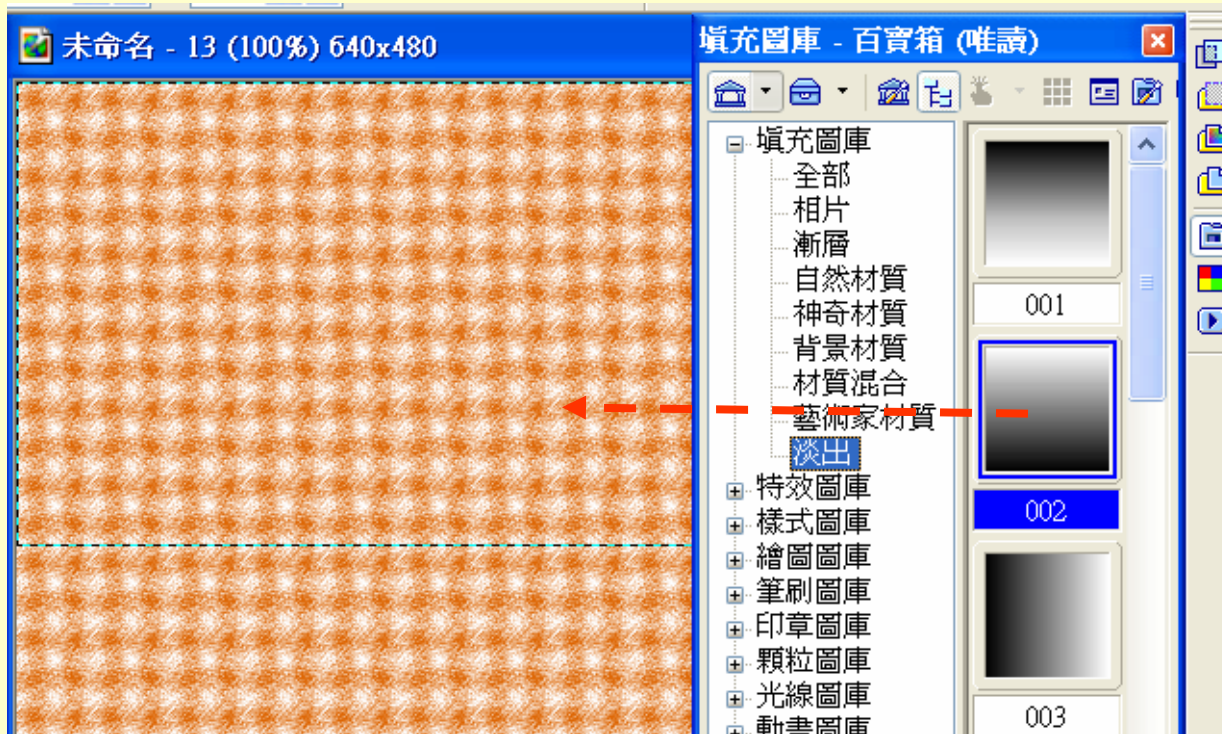 未命名 - 13 (100%) 640x480
填充圖庫 - 百寶箱 (唯讀)
填充圖庫
全部
相片
漸層
自然材質
神奇材質
背景材質
材質混合
藝術家材質
淡出
特效圖庫
樣式圖庫
繪圖圖庫
筆刷圖庫
印章圖庫
顆粒圖庫
光線圖庫
動畫圖庫
001
002
003